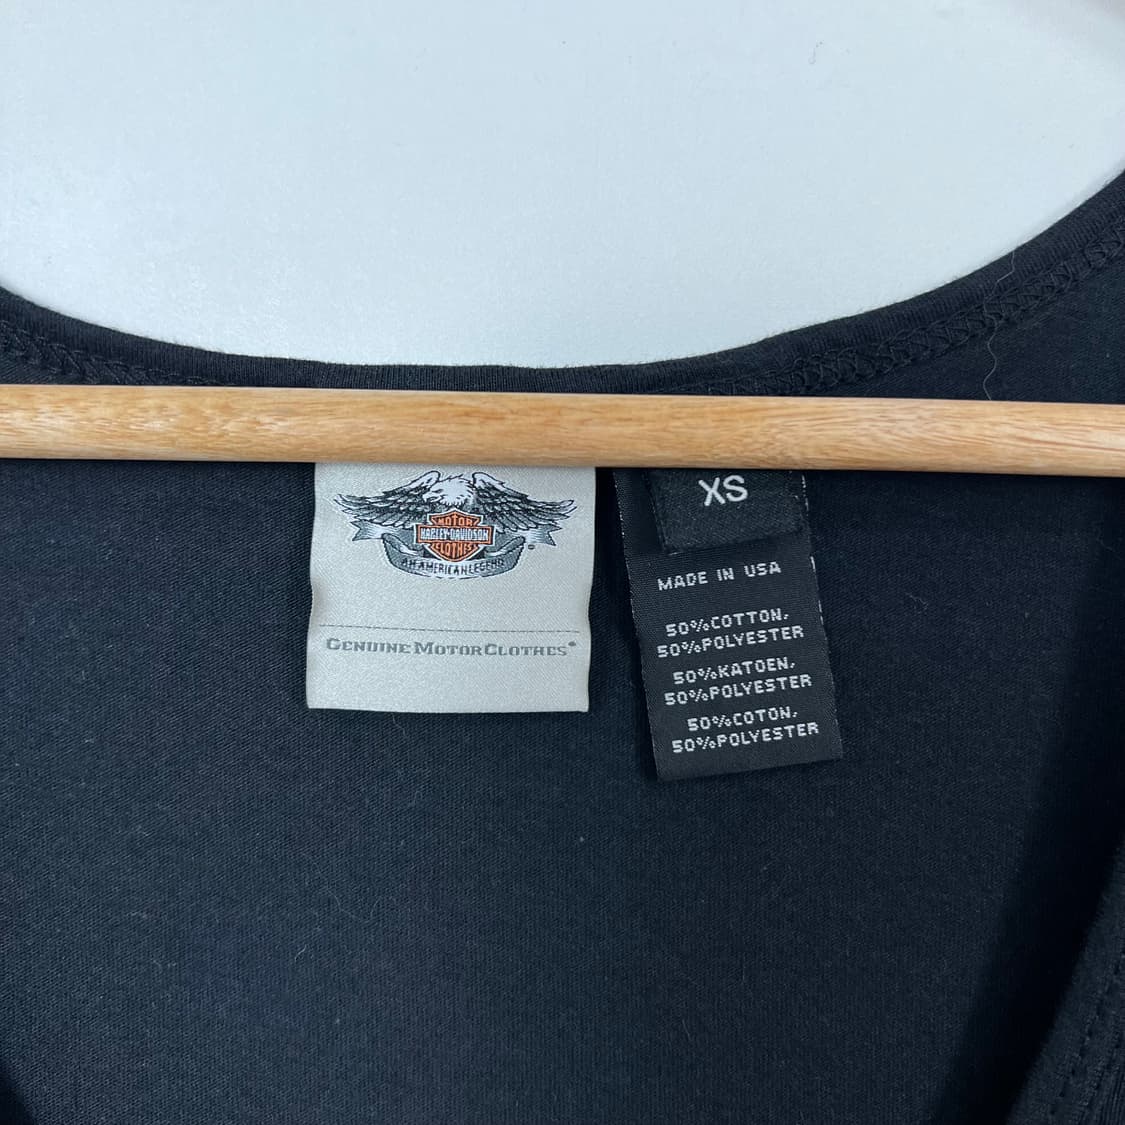 MOTOR
HARLEY-DAVIDSON
CLOTHES
AN AMERICAN LEGEND
GENUINE MOTORCLOTHES®
XS
MADE IN USA
50%COTTON,
50%POLYESTER
50%KATOEN,
50%POLYESTER
50%COTON,
50%POLYESTER